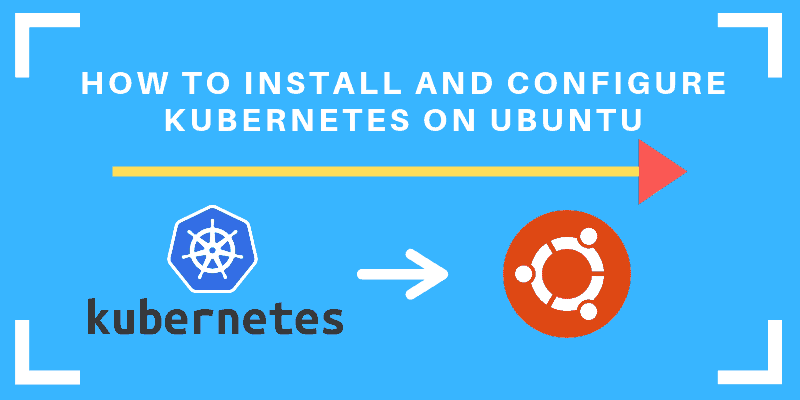 HOW TO INSTALL AND CONFIGURE
KUBERNETES ON UBUNTU
kubernetes